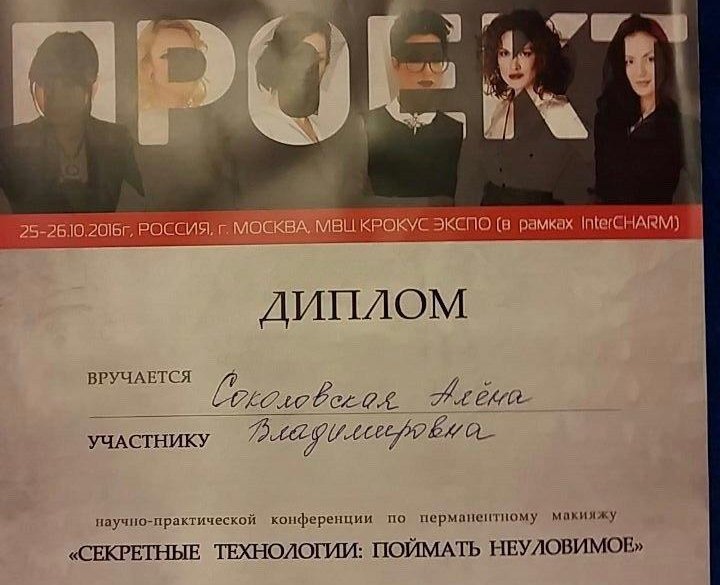 ПРОЕКТ
25-26.10.2016г, РОССИЯ, г. МОСКВА, МВЦ КРОКУС ЭКСПО (в рамках InterCHARM)
ДИПЛОМ
ВРУЧАЕТСЯ Соколовская Алёна
УЧАСТНИКУ Владимировна
научно-практической конференции по перманентному макияжу
«СЕКРЕТНЫЕ ТЕХНОЛОГИИ: ПОЙМАТЬ НЕУЛОВИМОЕ»